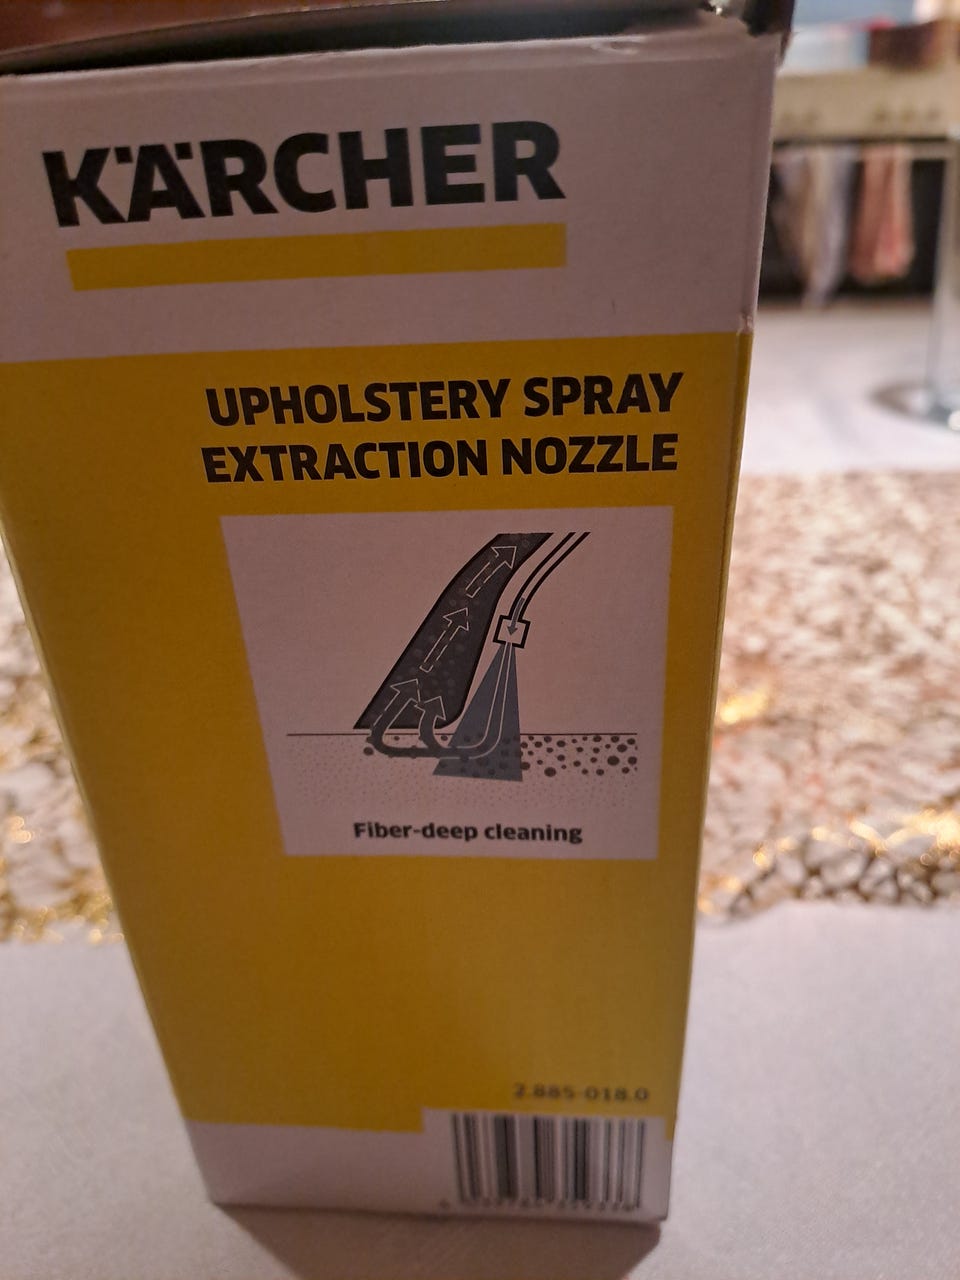 KÄRCHER
UPHOLSTERY SPRAY
EXTRACTION NOZZLE
Fiber-deep cleaning
2.885-018.0